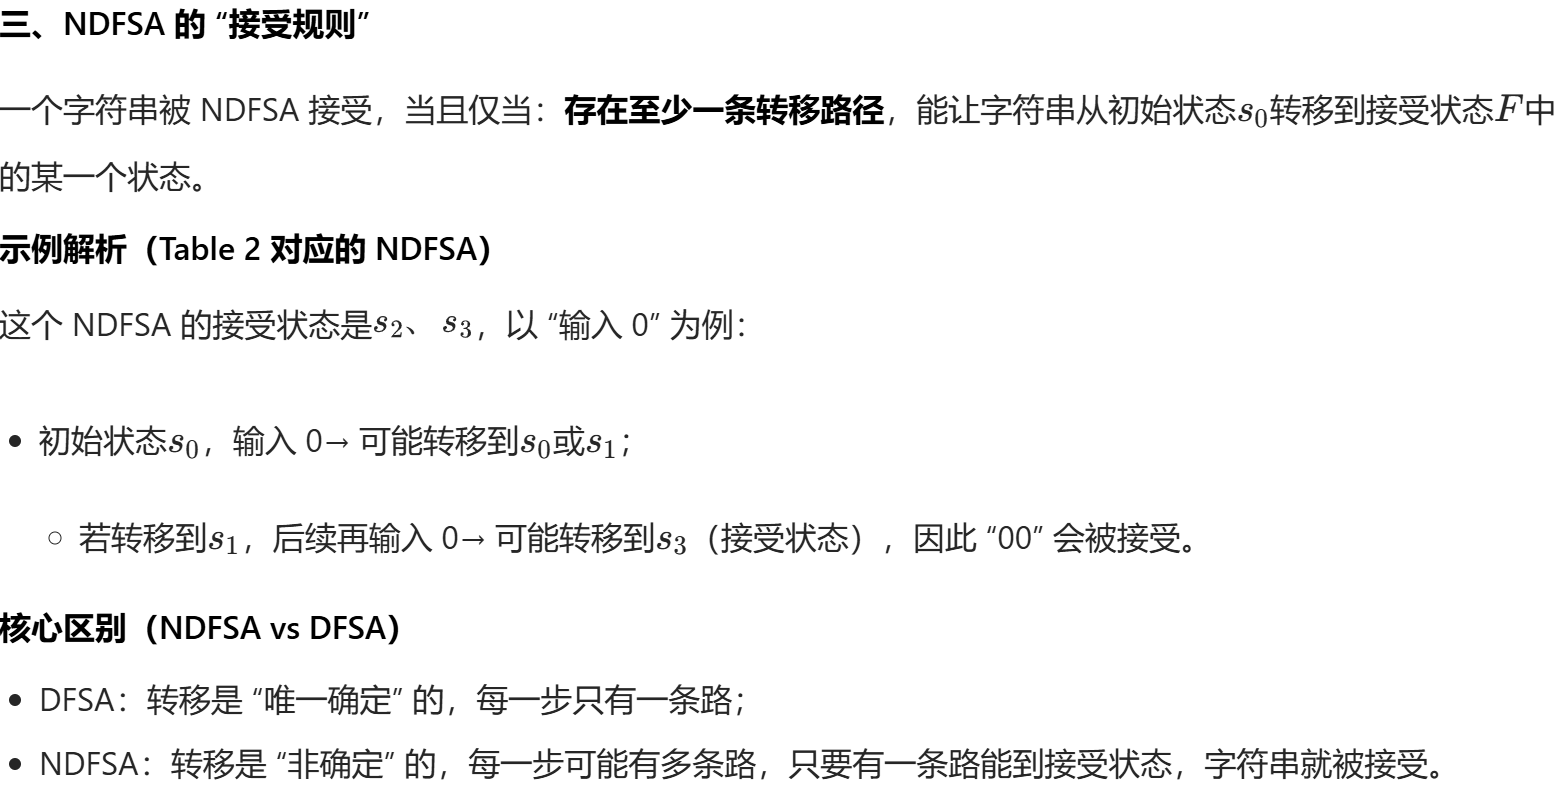 三、NDFSA 的 “接受规则”
一个字符串被 NDFSA 接受，当且仅当：存在至少一条转移路径，能让字符串从初始状态s₀转移到接受状态F中
的某一个状态。
示例解析（Table 2 对应的 NDFSA）
这个 NDFSA 的接受状态是s₂、s₃，以 “输入 0” 为例：
• 初始状态s₀，输入 0→ 可能转移到s₀或s₁；
○ 若转移到s₁，后续再输入 0→ 可能转移到s₃（接受状态），因此 “00” 会被接受。
核心区别（NDFSA vs DFSA）
• DFSA：转移是 “唯一确定” 的，每一步只有一条路；
• NDFSA：转移是 “非确定” 的，每一步可能有多条路，只要有一条路能到接受状态，字符串就被接受。